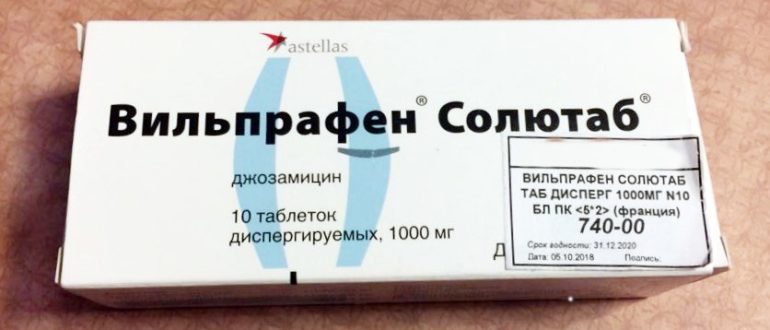 astellas
Вильпрафен® Солютаб®
джозамицин
10 таблеток
диспергируемых, 1000 мг
Д
ВИЛЬПРАФЕН СОЛЮТАБ
ТАБ ДИСПЕРГ 1000МГ N10
БЛ ПК <5*2> (франция)
740-00
Срок годности: 31.12.2020
Дата: 05.10.2018 Подпись: